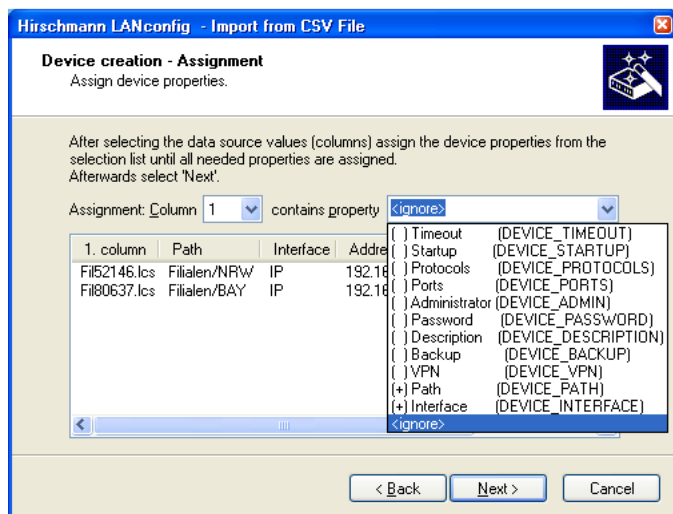 Hirschmann LANconfig - Import from CSV File
Device creation - Assignment
Assign device properties.
After selecting the data source values (columns) assign the device properties from the
selection list until all needed properties are assigned.
Afterwards select 'Next'.
Assignment: Column 1 contains property <ignore>
1. column Path Interface Addre
Fil52146.lcs Filialen/NRW IP 192.16
Fil80637.lcs Filialen/BAY IP 192.16
( ) Timeout (DEVICE_TIMEOUT)
( ) Startup (DEVICE_STARTUP)
( ) Protocols (DEVICE_PROTOCOLS)
( ) Ports (DEVICE_PORTS)
( ) Administrator (DEVICE_ADMIN)
( ) Password (DEVICE_PASSWORD)
( ) Description (DEVICE_DESCRIPTION)
( ) Backup (DEVICE_BACKUP)
( ) VPN (DEVICE_VPN)
(+) Path (DEVICE_PATH)
(+) Interface (DEVICE_INTERFACE)
<ignore>
< Back Next > Cancel